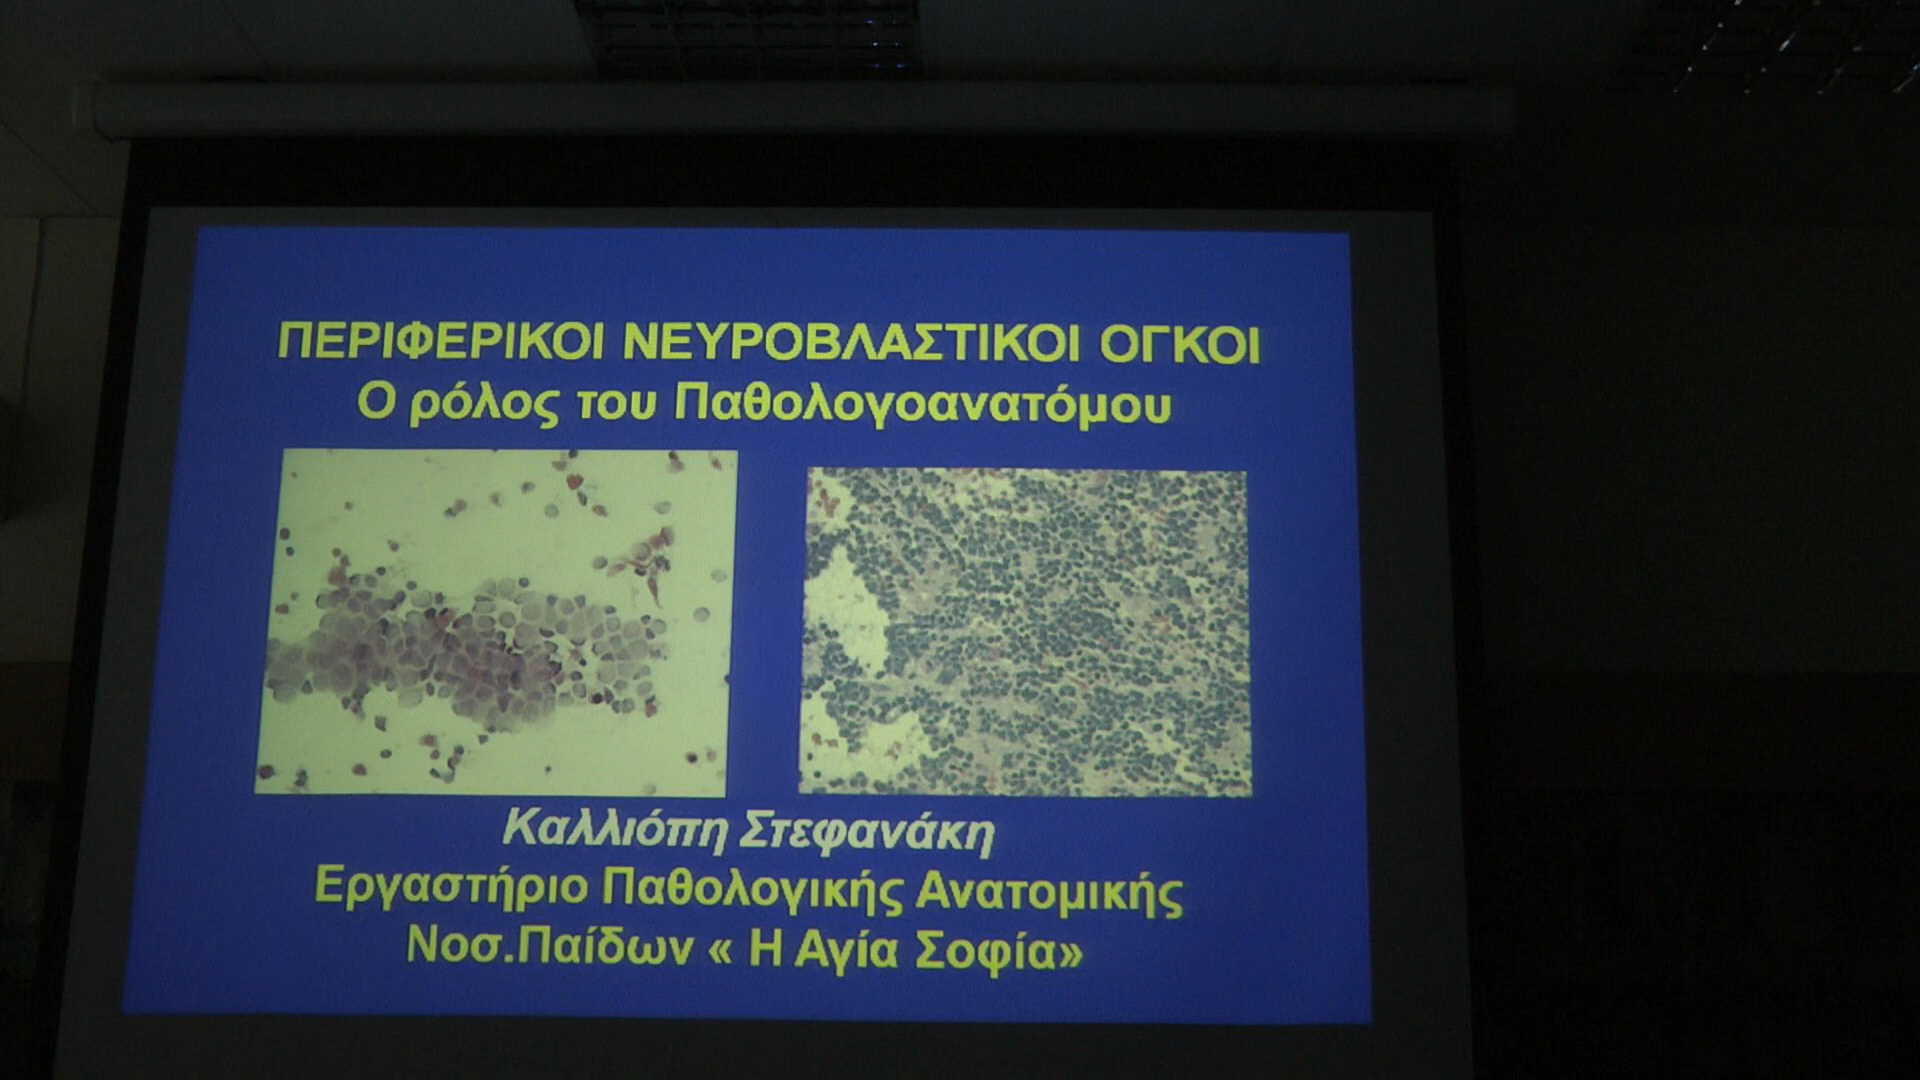 ΠΕΡΙΦΕΡΙΚΟΙ ΝΕΥΡΟΒΛΑΣΤΙΚΟΙ ΟΓΚΟΙ
Ο ρόλος του Παθολογοανατόμου
Καλλιόπη Στεφανάκη
Εργαστήριο Παθολογικής Ανατομικής
Νοσ.Παίδων « Η Αγία Σοφία»